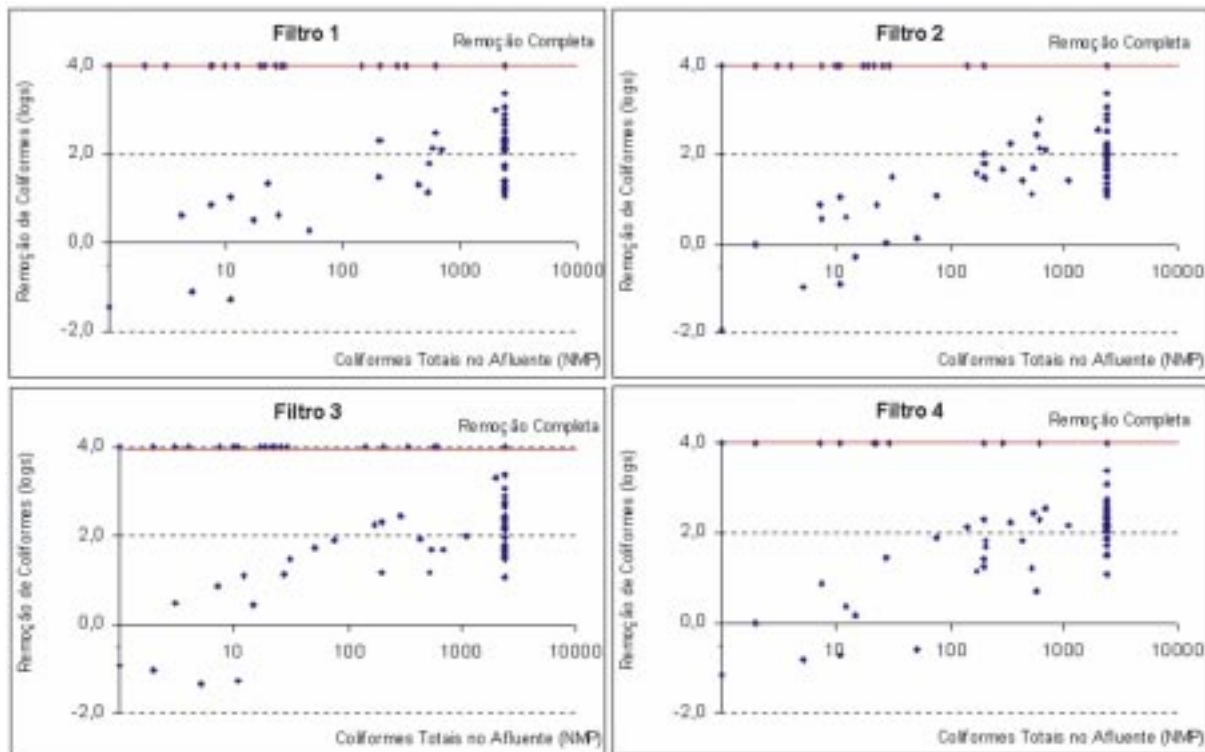 Filtro 1
Remoção Completa
Remoção de Coliformes (logs)
4,0
2,0
0,0
-2,0
10
100
1000
10000
Coliformes Totais no Afluente (NMP)
Filtro 2
Remoção Completa
Remoção de Coliformes (logs)
4,0
2,0
0,0
-2,0
10
100
1000
10000
Coliformes Totais no Afluente (NMP)
Filtro 3
Remoção Completa
Remoção de Coliformes (logs)
4,0
2,0
0,0
-2,0
10
100
1000
10000
Coliformes Totais no Afluente (NMP)
Filtro 4
Remoção Completa
Remoção de Coliformes (logs)
4,0
2,0
0,0
-2,0
10
100
1000
10000
Coliformes Totais no Afluente (NMP)